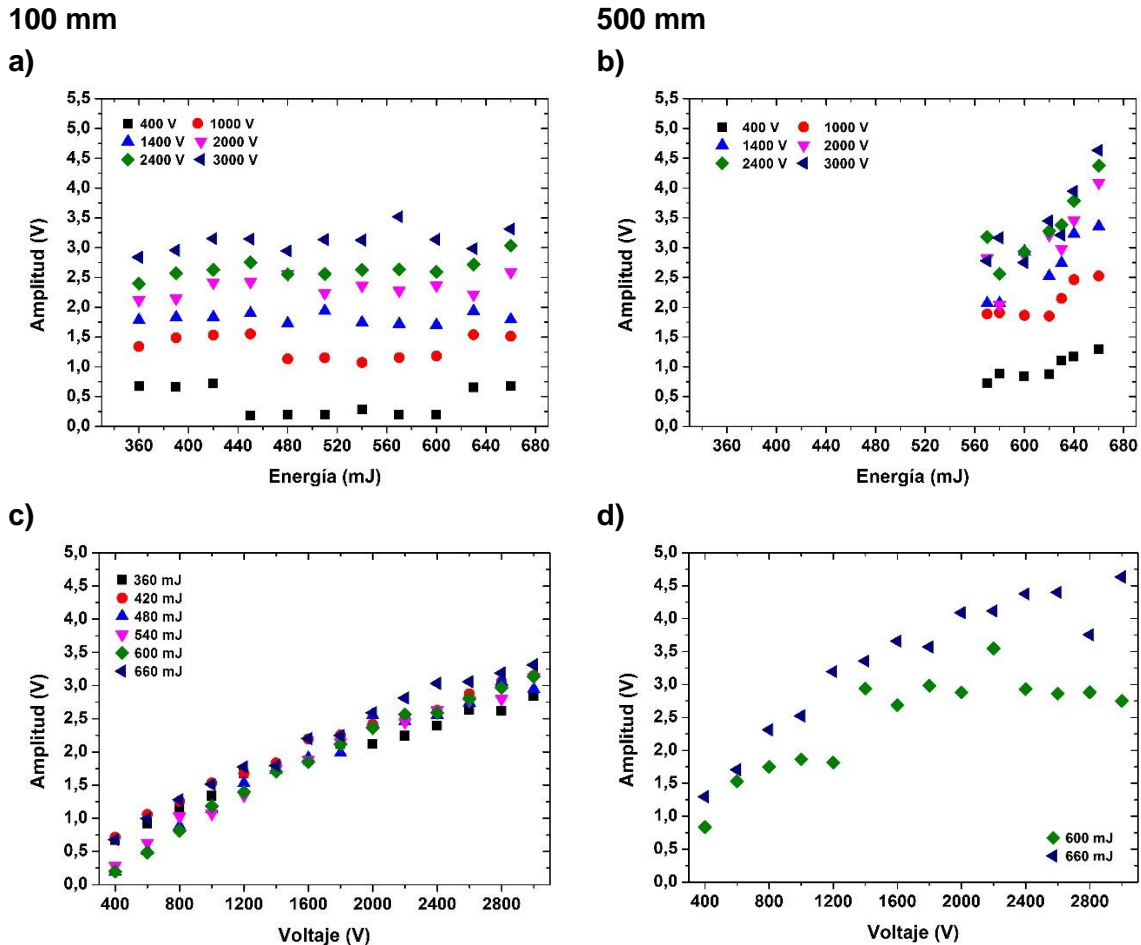 100 mm
500 mm
a)
b)
5,5
5,0
4,5
4,0
3,5
3,0
2,5
2,0
1,5
1,0
0,5
0,0
Amplitud (V)
400 V 1000 V
1400 V 2000 V
2400 V 3000 V
360 400 440 480 520 560 600 640 680
Energía (mJ)
5,5
5,0
4,5
4,0
3,5
3,0
2,5
2,0
1,5
1,0
0,5
0,0
Amplitud (V)
400 V 1000 V
1400 V 2000 V
2400 V 3000 V
360 400 440 480 520 560 600 640 680
Energía (mJ)
c)
d)
5,0
4,5
4,0
3,5
3,0
2,5
2,0
1,5
1,0
0,5
0,0
Amplitud (V)
360 mJ
420 mJ
480 mJ
540 mJ
600 mJ
660 mJ
400 800 1200 1600 2000 2400 2800
Voltaje (V)
5,0
4,5
4,0
3,5
3,0
2,5
2,0
1,5
1,0
0,5
0,0
Amplitud (V)
600 mJ
660 mJ
400 800 1200 1600 2000 2400 2800
Voltaje (V)